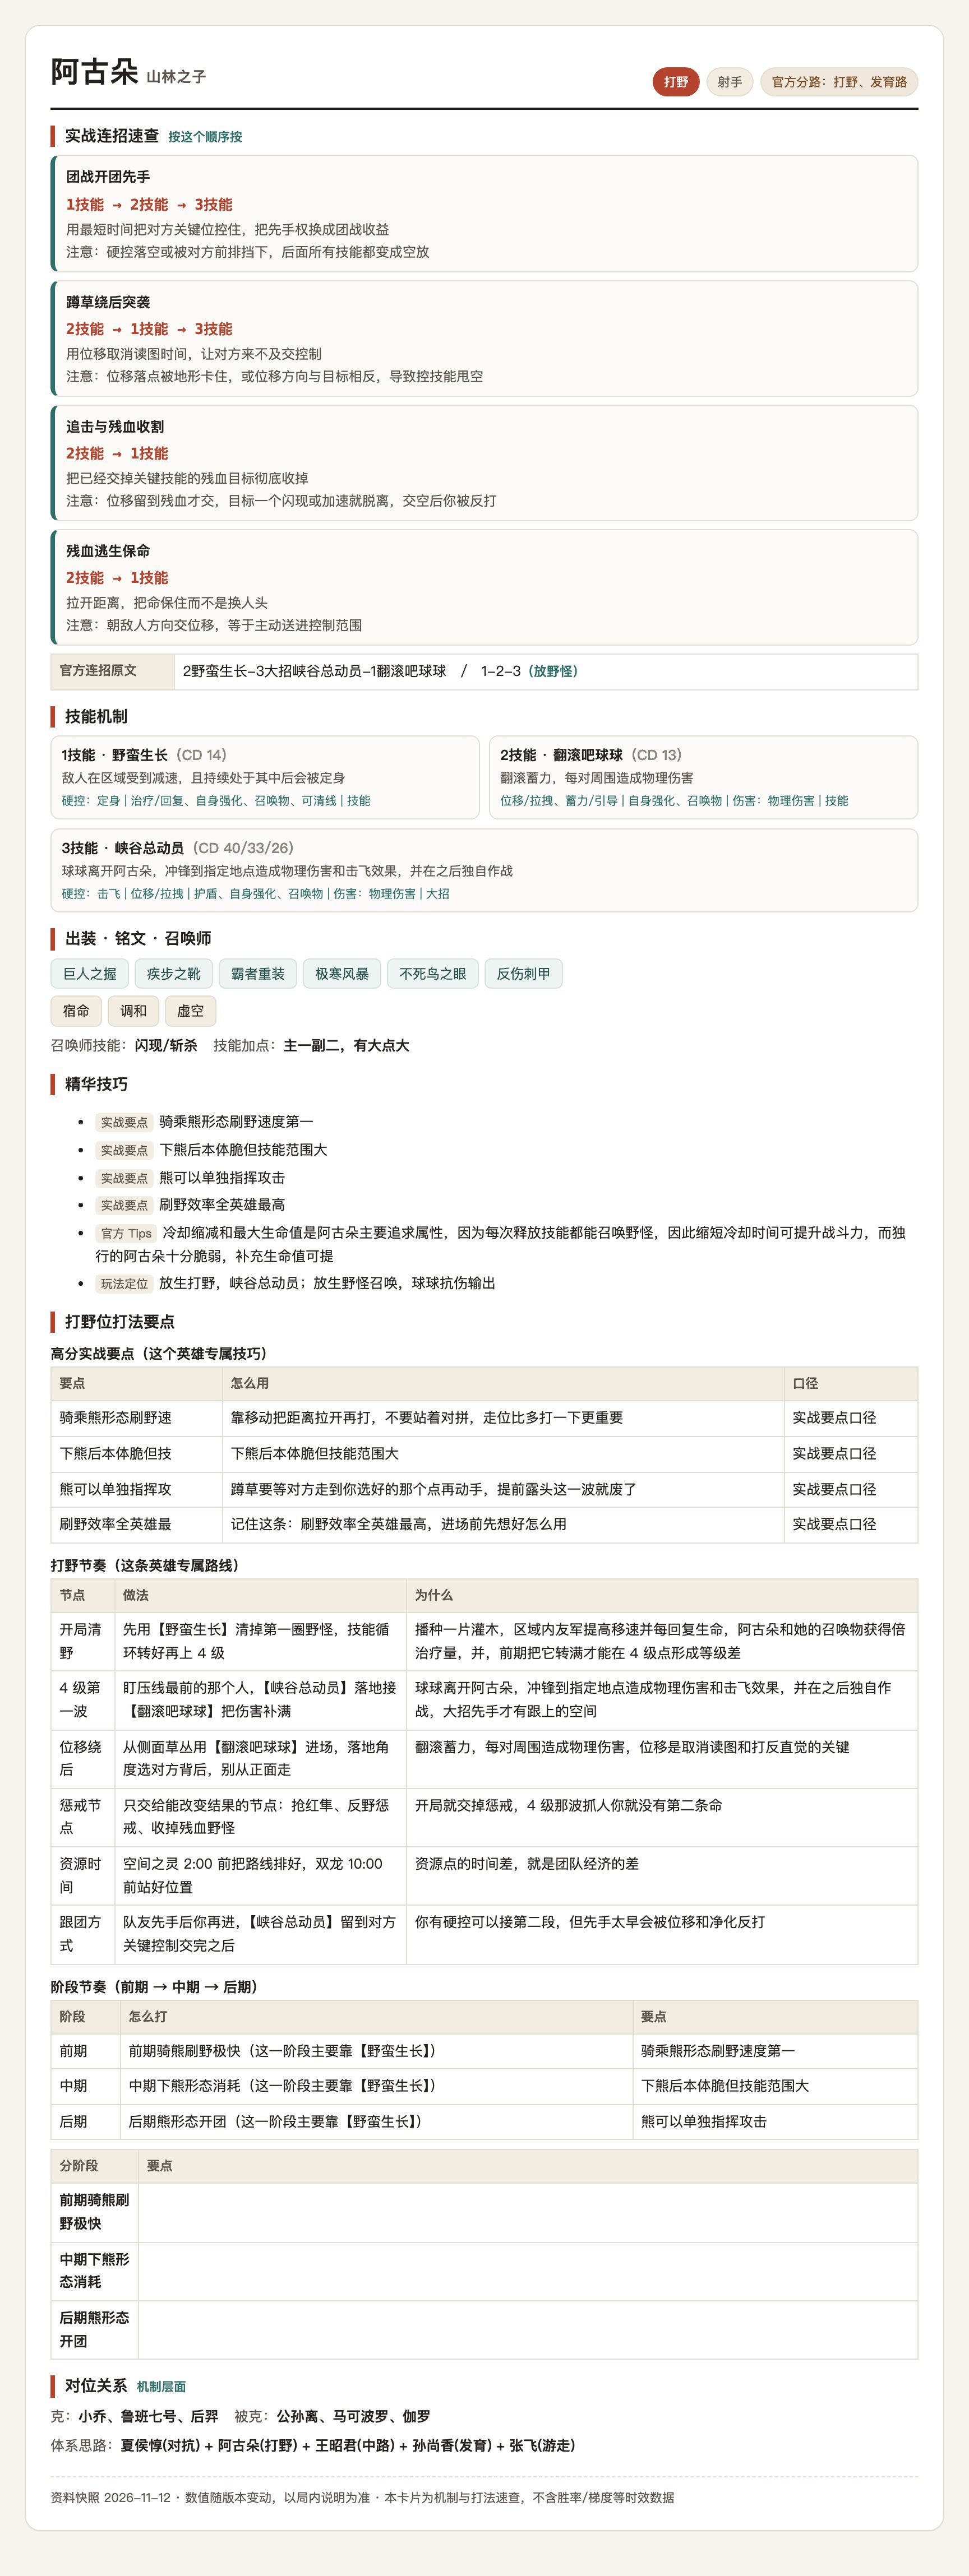 阿古朵 山林之子
打野 射手 官方分路：打野、发育路
实战连招速查 按这个顺序按
团战开团先手
1技能 → 2技能 → 3技能
用最短时间把对方关键位控住，把先手权换成团战收益
注意：硬控落空或被对方前排挡下，后面所有技能都变成空放
蹲草绕后突袭
2技能 → 1技能 → 3技能
用位移取消读图时间，让对方来不及交控制
注意：位移落点被地形卡住，或位移方向与目标相反，导致控技能甩空
追击与残血收割
2技能 → 1技能
把已经交掉关键技能的残血目标彻底收掉
注意：位移留到残血才交，目标一个闪现或加速就脱离，交空后你被反打
残血逃生保命
2技能 → 1技能
拉开距离，把命保住而不是换人头
注意：朝敌人方向交位移，等于主动送进控制范围
官方连招原文 2野蛮生长–3大招峡谷总动员–1翻滚吧球球 / 1–2–3（放野怪）
技能机制
1技能 · 野蛮生长（CD 14）
敌人在区域受到减速，且持续处于其中后会被定身
硬控：定身 | 治疗/回复、自身强化、召唤物、可清线 | 技能
2技能 · 翻滚吧球球（CD 13）
翻滚蓄力，每对周围造成物理伤害
位移/拉拽、蓄力/引导 | 自身强化、召唤物 | 伤害：物理伤害 | 技能
3技能 · 峡谷总动员（CD 40/33/26）
球球离开阿古朵，冲锋到指定地点造成物理伤害和击飞效果，并在之后独自作战
硬控：击飞 | 位移/拉拽 | 护盾、自身强化、召唤物 | 伤害：物理伤害 | 大招
出装 · 铭文 · 召唤师
巨人之握 疾步之靴 霸者重装 极寒风暴 不死鸟之眼 反伤刺甲
宿命 调和 虚空
召唤师技能：闪现/斩杀 技能加点：主一副二，有大点大
精华技巧
• 实战要点 骑乘熊形态刷野速度第一
• 实战要点 下熊后本体脆但技能范围大
• 实战要点 熊可以单独指挥攻击
• 实战要点 刷野效率全英雄最高
• 官方 Tips 冷却缩减和最大生命值是阿古朵主要追求属性，因为每次释放技能都能召唤野怪，因此缩短冷却时间可提升战斗力，而独
行的阿古朵十分脆弱，补充生命值可提
• 玩法定位 放生打野，峡谷总动员；放生野怪召唤，球球抗伤输出
打野位打法要点
高分实战要点（这个英雄专属技巧）
要点 怎么用 口径
骑乘熊形态刷野速 靠移动把距离拉开再打，不要站着对拼，走位比多打一下更重要 实战要点口径
下熊后本体脆但技 下熊后本体脆但技能范围大 实战要点口径
熊可以单独指挥攻 蹲草要等对方走到你选好的那个点再动手，提前露头这一波就废了 实战要点口径
刷野效率全英雄最 记住这条：刷野效率全英雄最高，进场前先想好怎么用 实战要点口径
打野节奏（这条英雄专属路线）
节点 做法 为什么
开局清
野
先用【野蛮生长】清掉第一圈野怪，技能循
环转好再上 4 级
播种一片灌木，区域内友军提高移速并每回复生命，阿古朵和她的召唤物获得倍
治疗量，并，前期把它转满才能在 4 级点形成等级差
4 级第
一波
盯压线最前的那个人，【峡谷总动员】落地接
【翻滚吧球球】把伤害补满
球球离开阿古朵，冲锋到指定地点造成物理伤害和击飞效果，并在之后独自作
战，大招先手才有跟上的空间
位移绕
后
从侧面草丛用【翻滚吧球球】进场，落地角
度选对方背后，别从正面走
翻滚蓄力，每对周围造成物理伤害，位移是取消读图和打反直觉的关键
惩戒节
点
只交给能改变结果的节点：抢红隼、反野惩
戒、收掉残血野怪
开局就交掉惩戒，4 级那波抓人你就没有第二条命
资源时
间
空间之灵 2:00 前把路线排好，双龙 10:00
前站好位置
资源点的时间差，就是团队经济的差
跟团方
式
队友先手后你再进，【峡谷总动员】留到对方
关键控制交完之后
你有硬控可以接第二段，但先手太早会被位移和净化反打
阶段节奏（前期 → 中期 → 后期）
阶段 怎么打 要点
前期 前期骑熊刷野极快（这一阶段主要靠【野蛮生长】） 骑乘熊形态刷野速度第一
中期 中期下熊形态消耗（这一阶段主要靠【野蛮生长】） 下熊后本体脆但技能范围大
后期 后期熊形态开团（这一阶段主要靠【野蛮生长】） 熊可以单独指挥攻击
分阶段 要点
前期骑熊刷
野极快
中期下熊形
态消耗
后期熊形态
开团
对位关系 机制层面
克：小乔、鲁班七号、后羿 被克：公孙离、马可波罗、伽罗
体系思路：夏侯惇(对抗) + 阿古朵(打野) + 王昭君(中路) + 孙尚香(发育) + 张飞(游走)
资料快照 2026–11–12 · 数值随版本变动，以局内说明为准 · 本卡片为机制与打法速查，不含胜率/梯度等时效数据